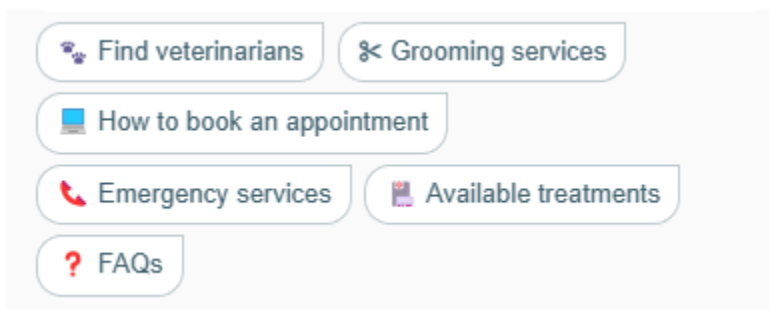 Find veterinarians
Grooming services
How to book an appointment
Emergency services
Available treatments
FAQs